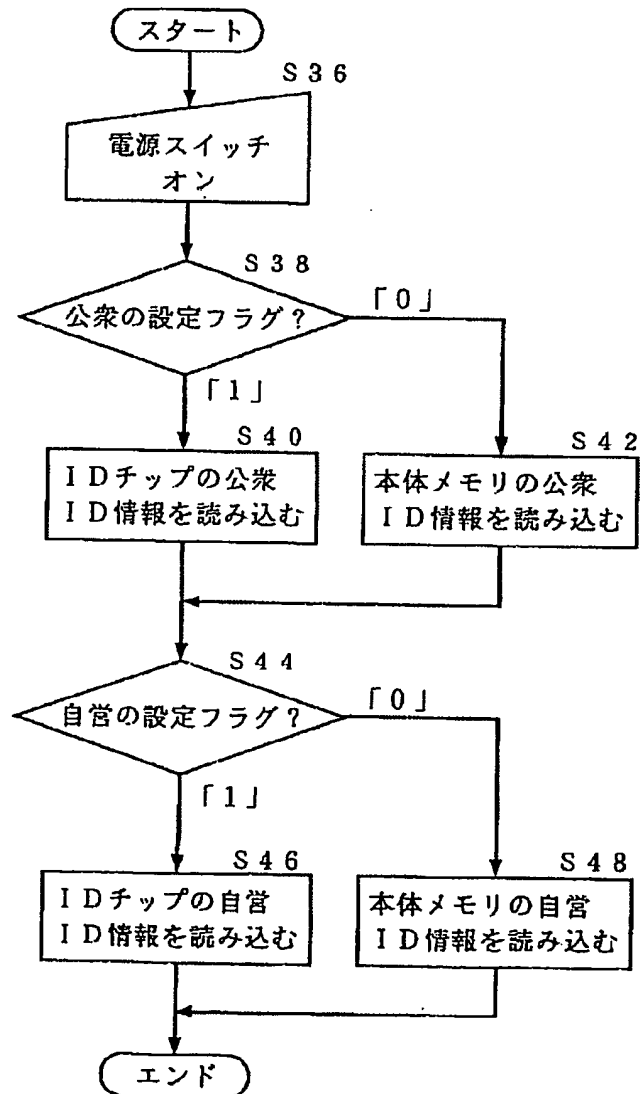 スタート
S36
電源スイッチ
オン
S38
公衆の設定フラグ?
「0」
「1」
S40
IDチップの公衆
ID情報を読み込む
S42
本体メモリの公衆
ID情報を読み込む
S44
自営の設定フラグ?
「0」
「1」
S46
IDチップの自営
ID情報を読み込む
S48
本体メモリの自営
ID情報を読み込む
エンド